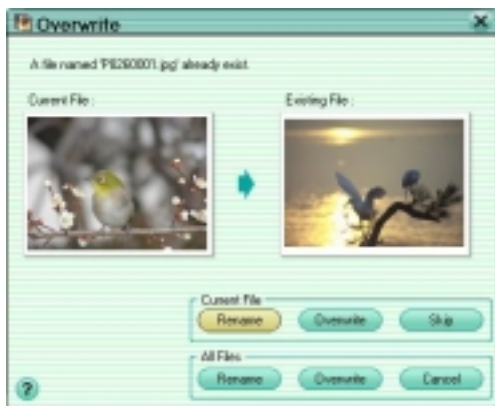 Overwrite
A file named 'P0260001.jpg' already exist.
Current File :
Existing File :
Current File
Rename Overwrite Skip
All Files
Rename Overwrite Cancel
?